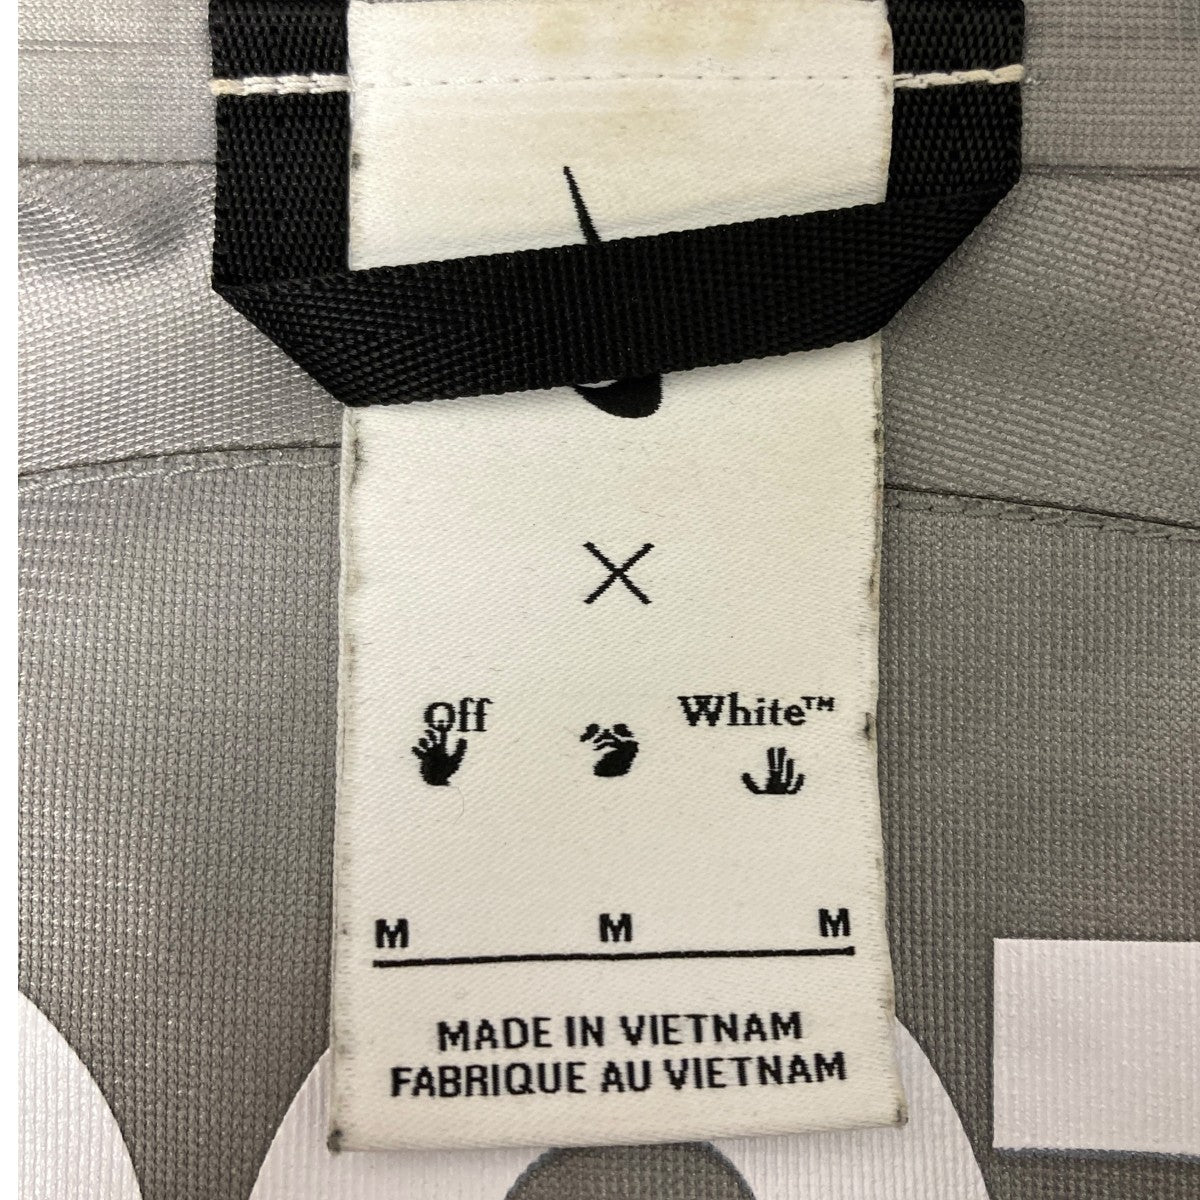 ×
Off White™
M M M
MADE IN VIETNAM
FABRIQUE AU VIETNAM